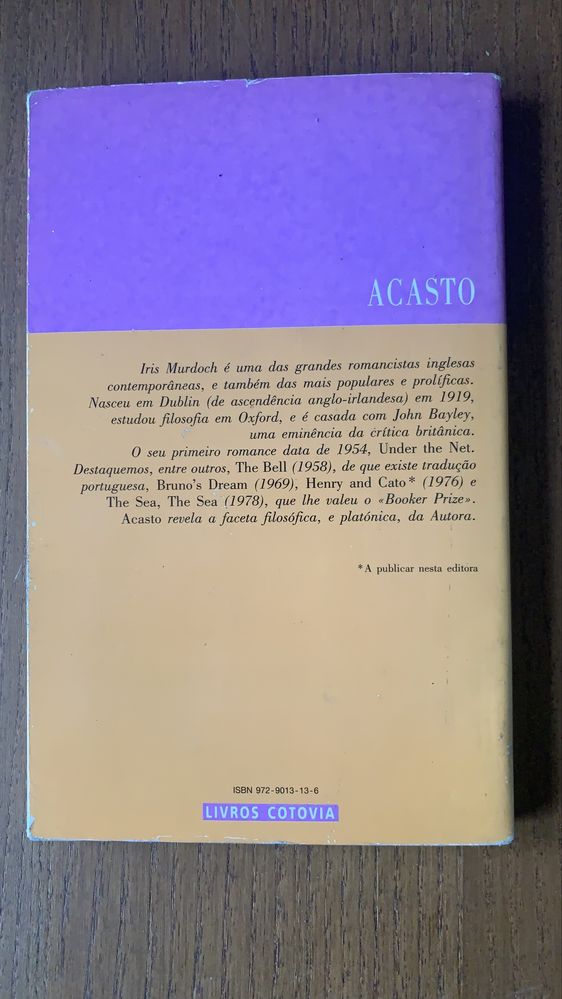 ACASTO
Iris Murdoch é uma das grandes romancistas inglesas
contemporâneas, e também das mais populares e prolíficas.
Nasceu em Dublin (de ascendência anglo-irlandesa) em 1919,
estudou filosofia em Oxford, e é casada com John Bayley,
uma eminência da crítica britânica.
O seu primeiro romance data de 1954, Under the Net.
Destaquemos, entre outros, The Bell (1958), de que existe tradução
portuguesa, Bruno's Dream (1969), Henry and Cato* (1976) e
The Sea, The Sea (1978), que lhe valeu o «Booker Prize».
Acasto revela a faceta filosófica, e platónica, da Autora.
*A publicar nesta editora
ISBN 972-9013-13-6
LIVROS COTOVIA